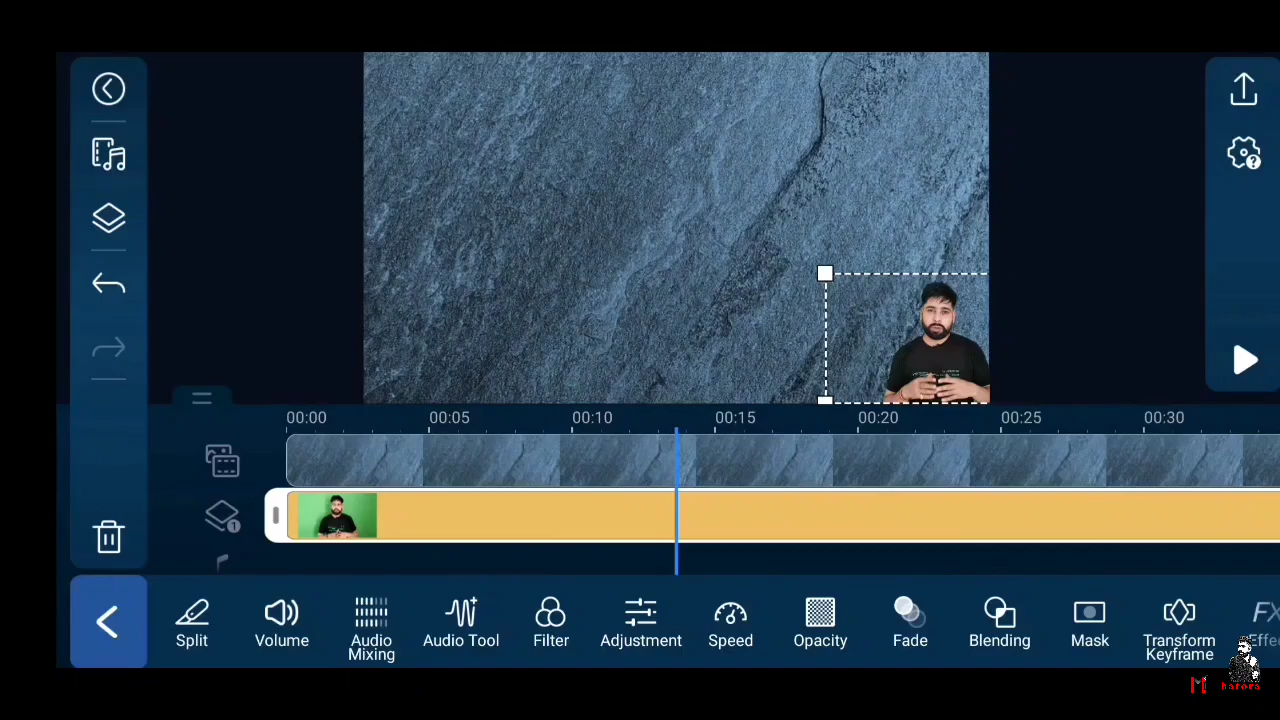 00:00 00:05 00:10 00:15 00:20 00:25 00:30
1
Split Volume Audio Mixing Audio Tool Filter Adjustment Speed Opacity Fade Blending Mask Transform Keyframe